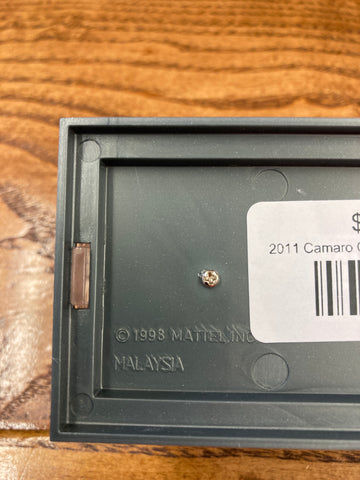 $
2011 Camaro
© 1998 MATTEL, INC
MALAYSIA